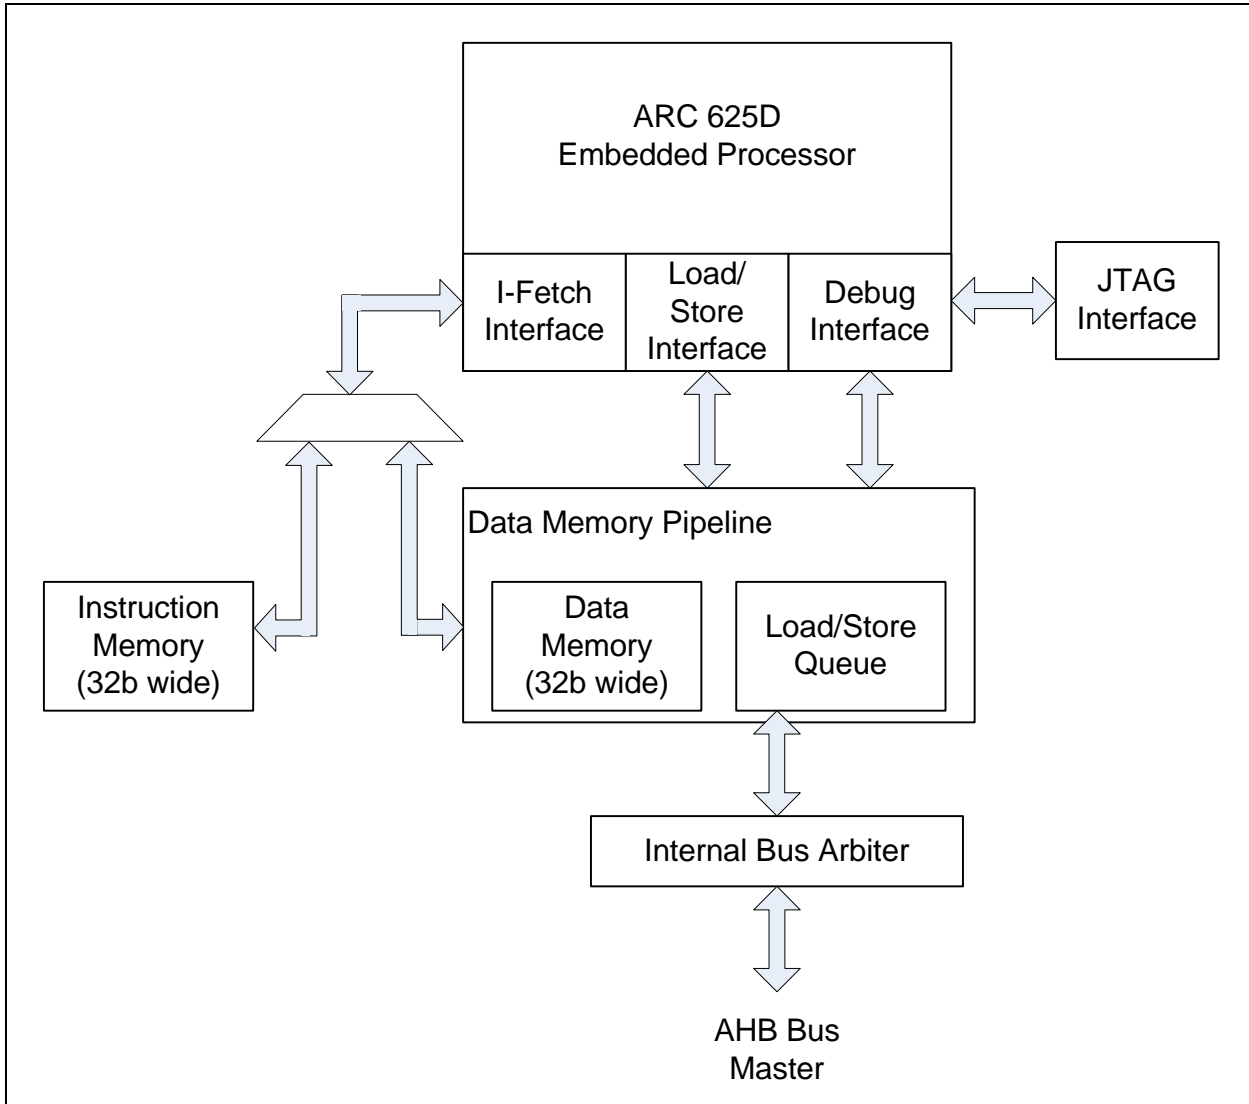 ARC 625D
Embedded Processor
I-Fetch
Interface
Load/
Store
Interface
Debug
Interface
JTAG
Interface
Data Memory Pipeline
Instruction
Memory
(32b wide)
Data
Memory
(32b wide)
Load/Store
Queue
Internal Bus Arbiter
AHB Bus
Master